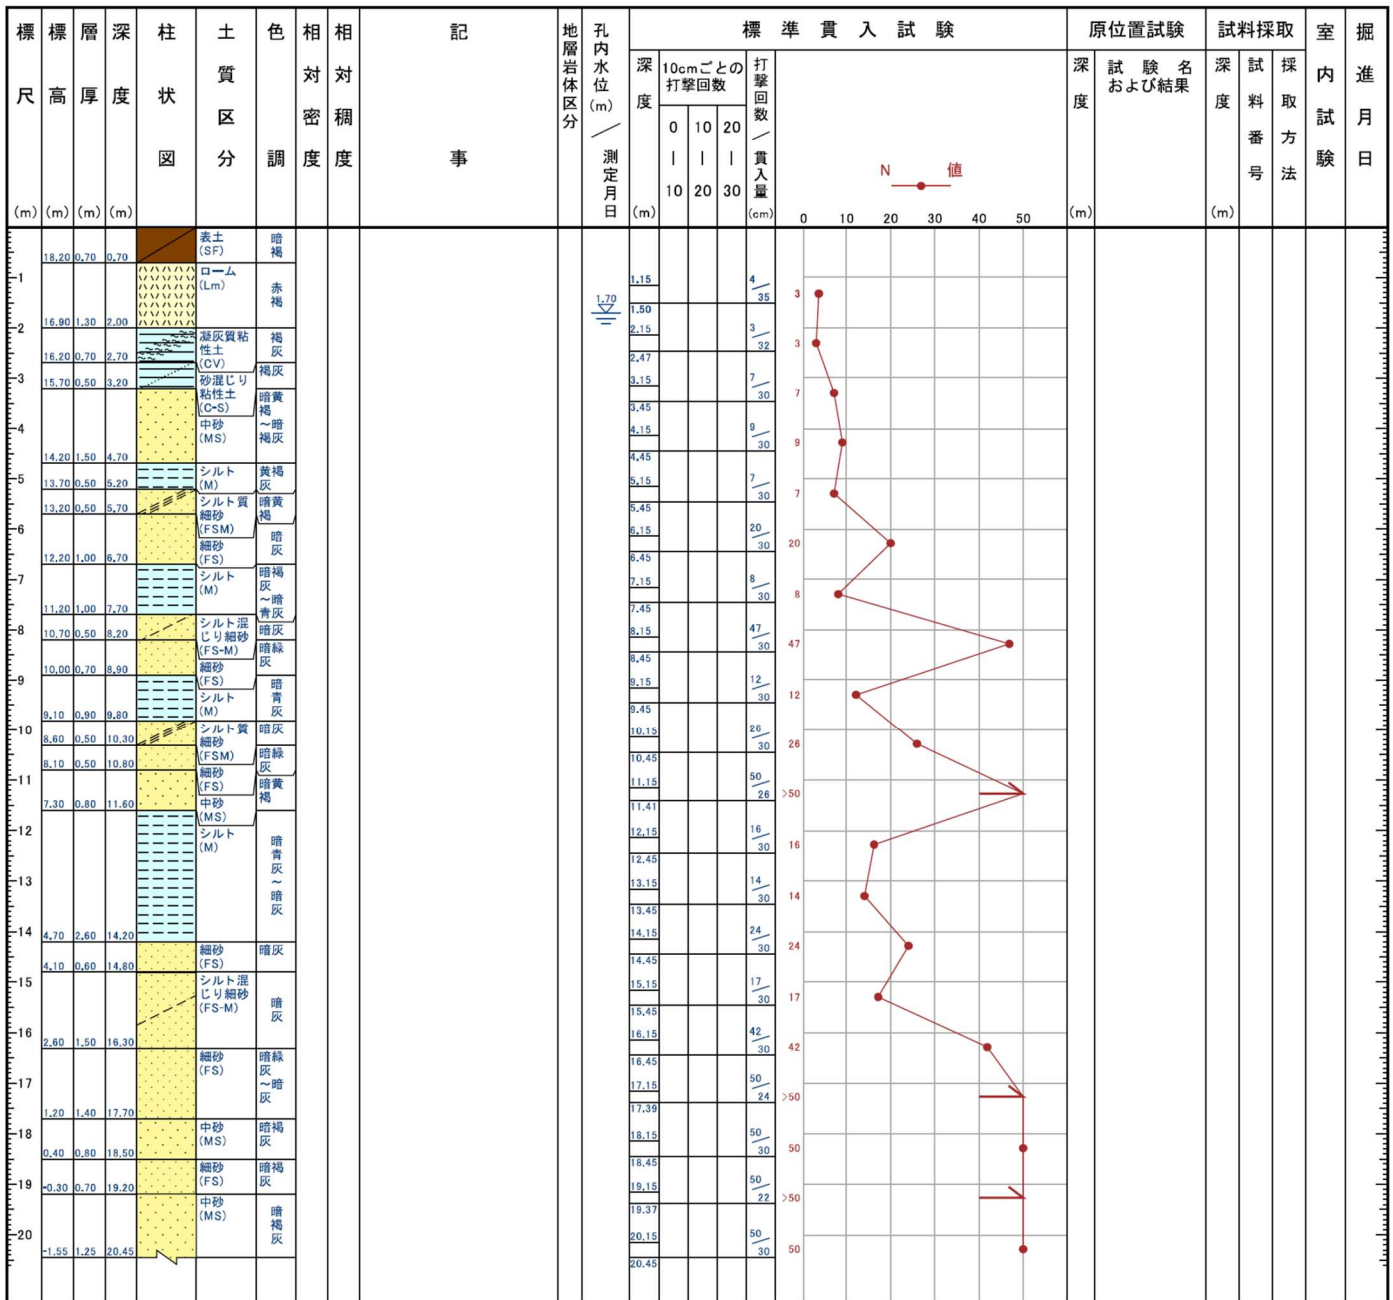 標尺(m)
標高(m)
層厚(m)
深度(m)
柱状図
土質区分
色調
相対密度
相対稠度
記事
地層岩体区分
孔内水位(m)/測定月日
標準貫入試験
深度(m)
10cmごとの
打撃回数
0 | 10
10 | 20
20 | 30
打撃回数/貫入量(cm)
N 値
0 10 20 30 40 50
原位置試験
深度(m)
試験名
および結果
試料採取
深度(m)
試料番号
採取方法
室内試験
掘進月日
18.20 0.70 0.70 表土 (SF) 暗褐
16.90 1.30 2.00 ローム (Lm) 赤褐
16.20 0.70 2.70 凝灰質粘性土 (CV) 褐灰
15.70 0.50 3.20 砂混じり粘性土 (C-S) 褐灰
14.20 1.50 4.70 中砂 (MS) 暗黄褐~暗褐灰
13.70 0.50 5.20 シルト (M) 黄褐灰
13.20 0.50 5.70 シルト質細砂 (FSM) 暗黄褐
12.20 1.00 6.70 細砂 (FS) 暗灰
11.20 1.00 7.70 シルト (M) 暗褐灰~暗青灰
10.70 0.50 8.20 シルト混じり細砂 (FS-M) 暗灰
10.00 0.70 8.90 細砂 (FS) 暗緑灰
9.10 0.90 9.80 シルト (M) 暗青灰
8.60 0.50 10.30 シルト質細砂 (FSM) 暗灰
8.10 0.50 10.80 細砂 (FS) 暗緑灰
7.30 0.80 11.60 中砂 (MS) 暗黄褐
4.70 2.60 14.20 シルト (M) 暗青灰~暗灰
4.10 0.60 14.80 細砂 (FS) 暗灰
2.60 1.50 16.30 シルト混じり細砂 (FS-M) 暗灰
1.20 1.40 17.70 細砂 (FS) 暗緑灰~暗灰
0.40 0.80 18.50 中砂 (MS) 暗褐灰
-0.30 0.70 19.20 細砂 (FS) 暗褐灰
-1.55 1.25 20.45 中砂 (MS) 暗褐灰
1
2
3
4
5
6
7
8
9
10
11
12
13
14
15
16
17
18
19
20
1.70
1.15 1.50 4/35 3
2.15 2.47 3/32 3
3.15 3.45 7/30 7
4.15 4.45 9/30 9
5.15 5.45 7/30 7
6.15 6.45 20/30 20
7.15 7.45 8/30 8
8.15 8.45 47/30 47
9.15 9.45 12/30 12
10.15 10.45 26/30 26
11.15 11.41 50/26 >50
12.15 12.45 16/30 16
13.15 13.45 14/30 14
14.15 14.45 24/30 24
15.15 15.45 17/30 17
16.15 16.45 42/30 42
17.15 17.39 50/24 >50
18.15 18.45 50/30 50
19.15 19.37 50/22 >50
20.15 20.45 50/30 50